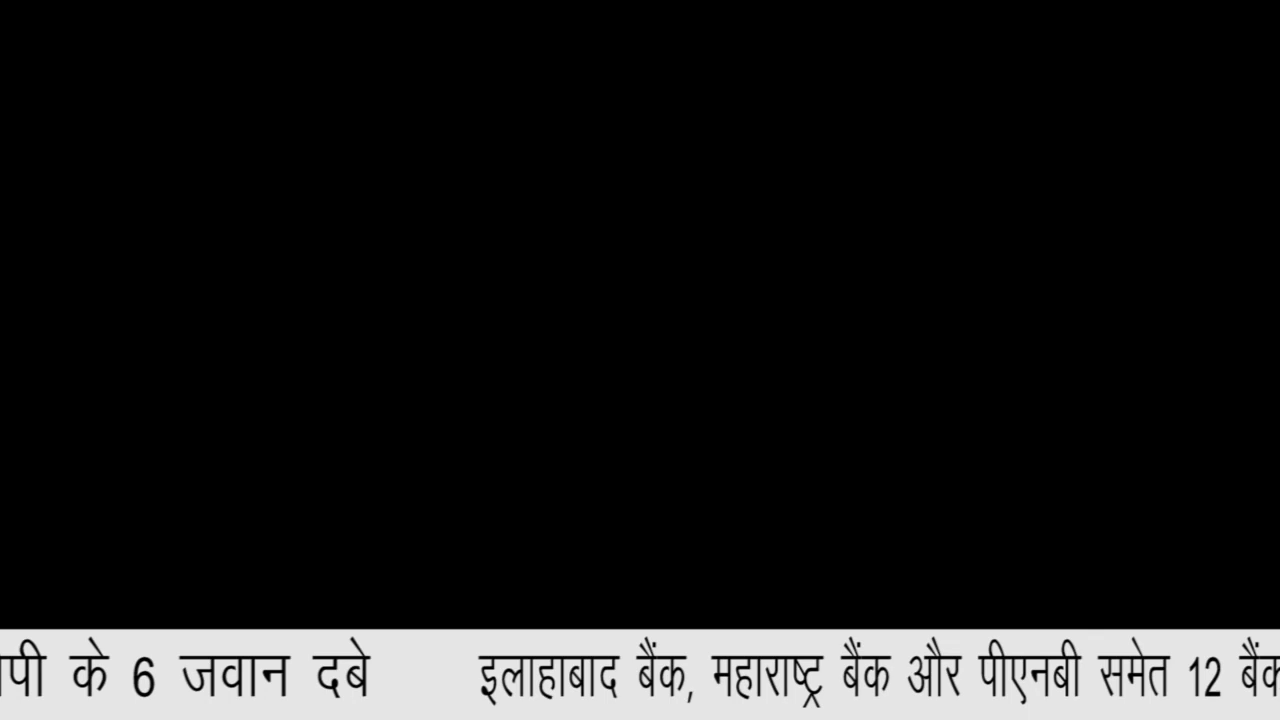 के 6 जवान दबे इलाहाबाद बैंक, महाराष्ट्र बैंक और पीएनबी समेत 12